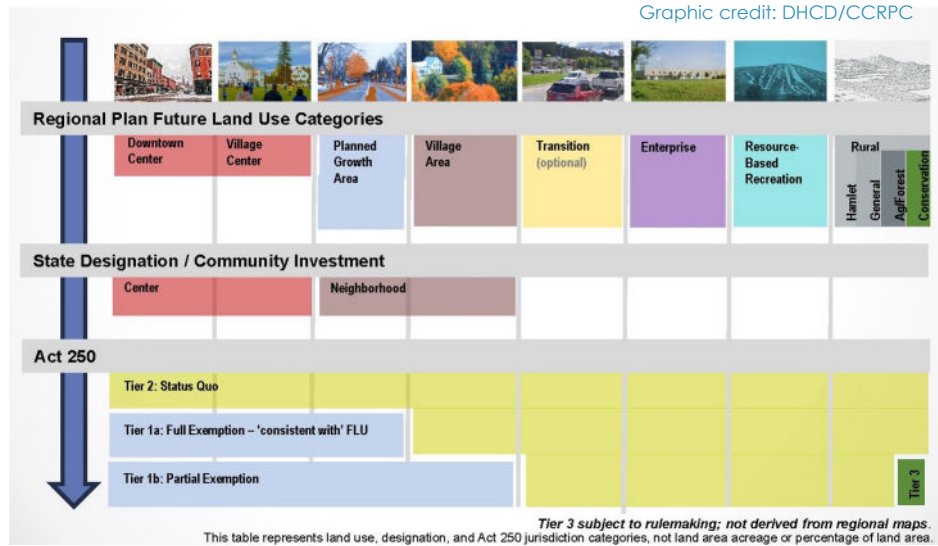 Graphic credit: DHCD/CCRPC
Regional Plan Future Land Use Categories
Downtown
Center
Village
Center
Planned
Growth
Area
Village
Area
Transition
(optional)
Enterprise
Resource-
Based
Recreation
Rural
Hamlet
General
Ag/Forest
Conservation
State Designation / Community Investment
Center
Neighborhood
Act 250
Tier 2: Status Quo
Tier 1a: Full Exemption – 'consistent with' FLU
Tier 1b: Partial Exemption
Tier 3
Tier 3 subject to rulemaking; not derived from regional maps.
This table represents land use, designation, and Act 250 jurisdiction categories, not land area acreage or percentage of land area.